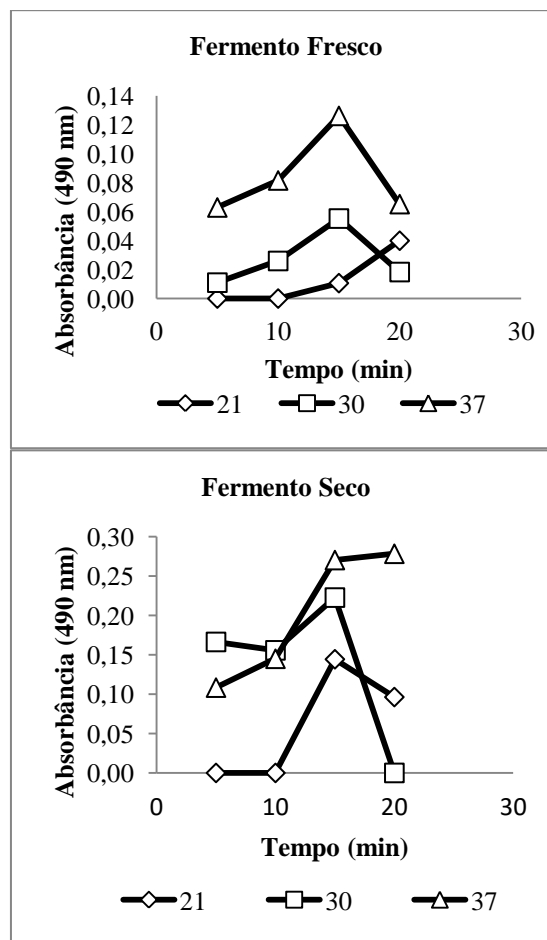 Fermento Fresco
Absorbância (490 nm)
0,14
0,12
0,10
0,08
0,06
0,04
0,02
0,00
0 10 20 30
Tempo (min)
21 30 37
Fermento Seco
Absorbância (490 nm)
0,30
0,25
0,20
0,15
0,10
0,05
0,00
0 10 20 30
Tempo (min)
21 30 37